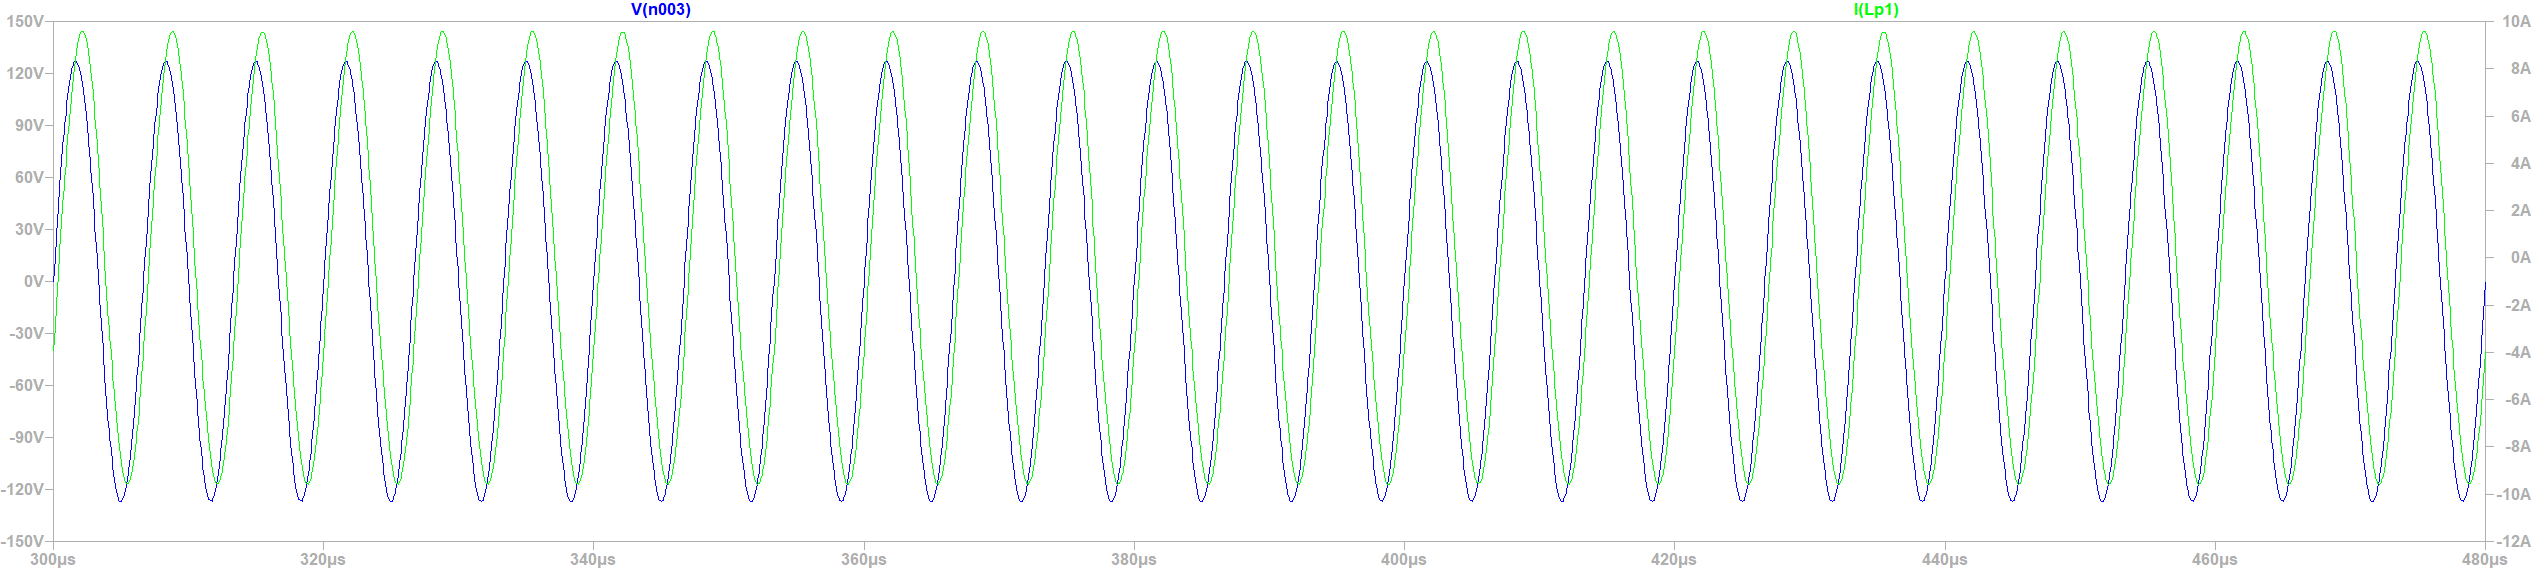 V(n003) I(Lp1)
150V 10A
120V 8A
90V 6A
60V 4A
30V 2A
0V 0A
-30V -2A
-60V -4A
-90V -6A
-120V -8A
-150V -10A
-12A
300µs 320µs 340µs 360µs 380µs 400µs 420µs 440µs 460µs 480µs